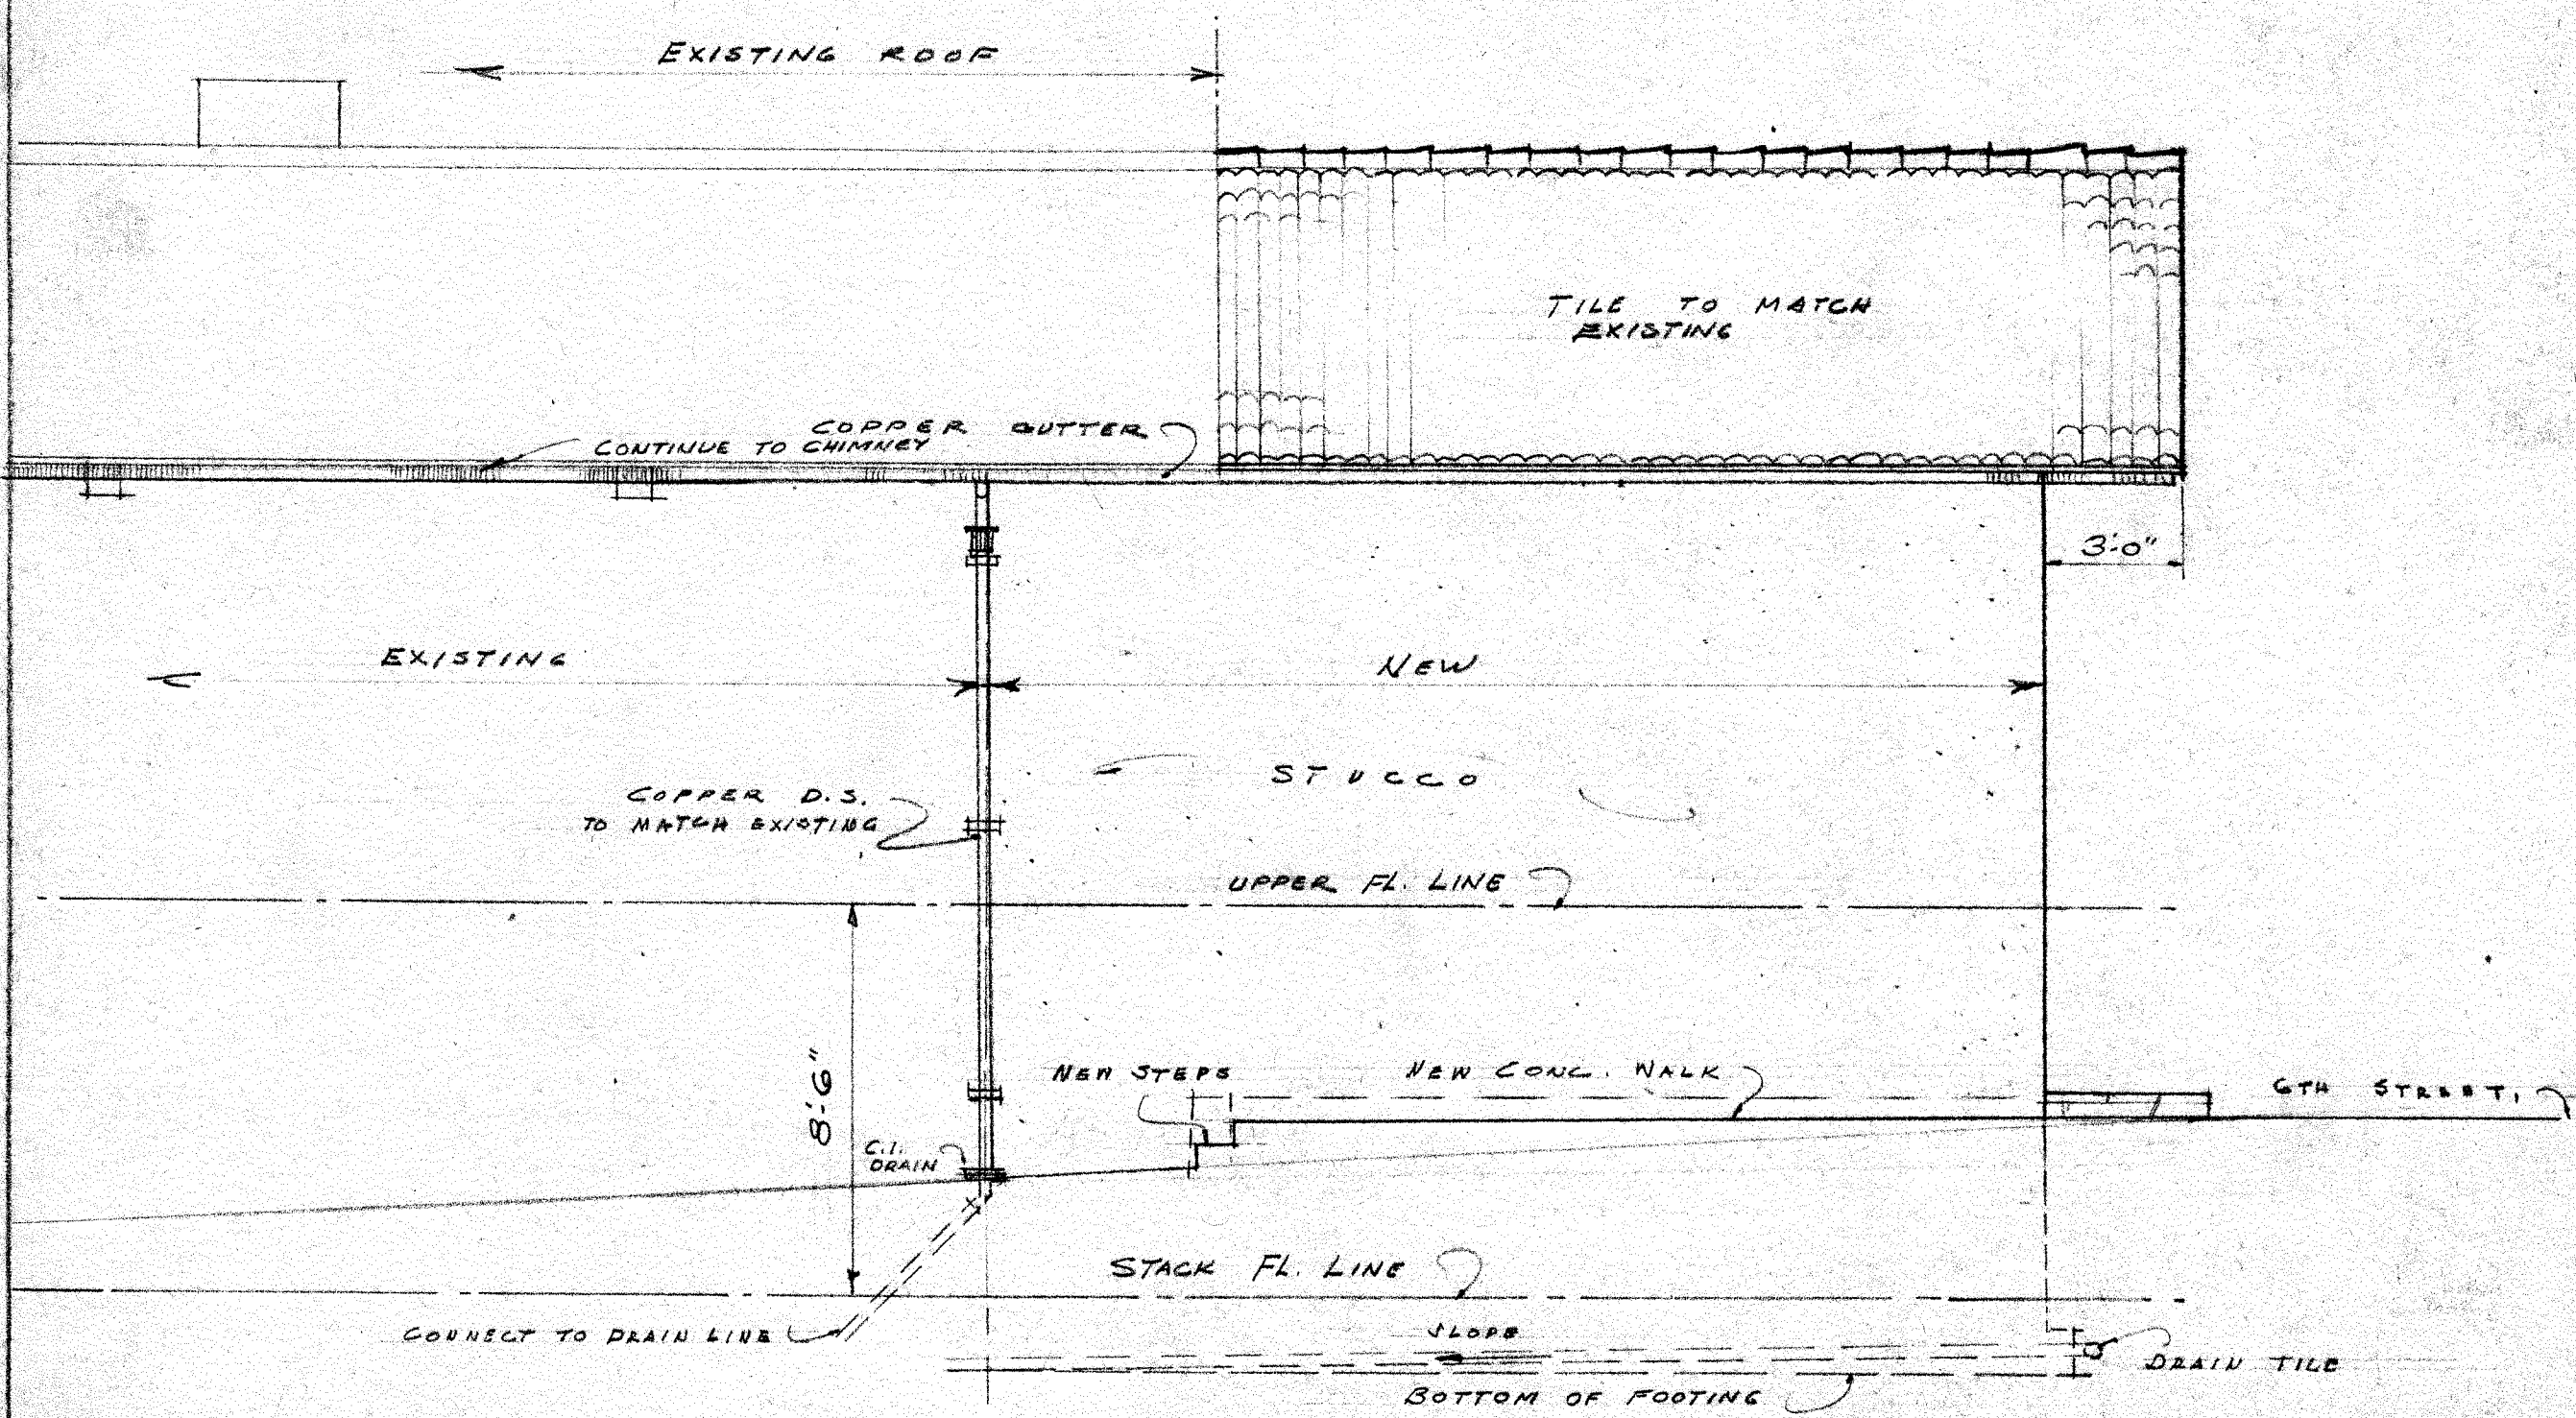 EXISTING ROOF
TILE TO MATCH
EXISTING
COPPER GUTTER
CONTINUE TO CHIMNEY
3'-0"
EXISTING
NEW
STUCCO
COPPER D.S.
TO MATCH EXISTING
UPPER FL. LINE
8'-6"
NEW STEPS
NEW CONC. WALK
6TH STREET,
C.I.
DRAIN
STACK FL. LINE
CONNECT TO DRAIN LINE
SLOPE
DRAIN TILE
BOTTOM OF FOOTING